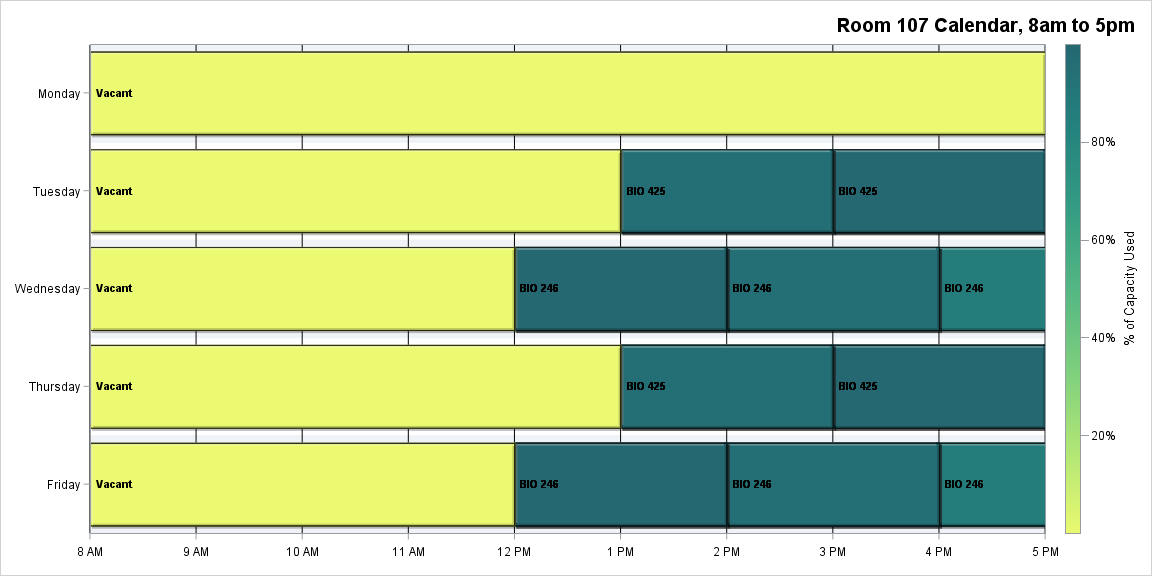 Room 107 Calendar, 8am to 5pm
Monday
Vacant
Tuesday
Vacant
BIO 425
BIO 425
Wednesday
Vacant
BIO 246
BIO 246
BIO 246
Thursday
Vacant
BIO 425
BIO 425
Friday
Vacant
BIO 246
BIO 246
BIO 246
8 AM
9 AM
10 AM
11 AM
12 PM
1 PM
2 PM
3 PM
4 PM
5 PM
80%
60%
40%
20%
% of Capacity Used